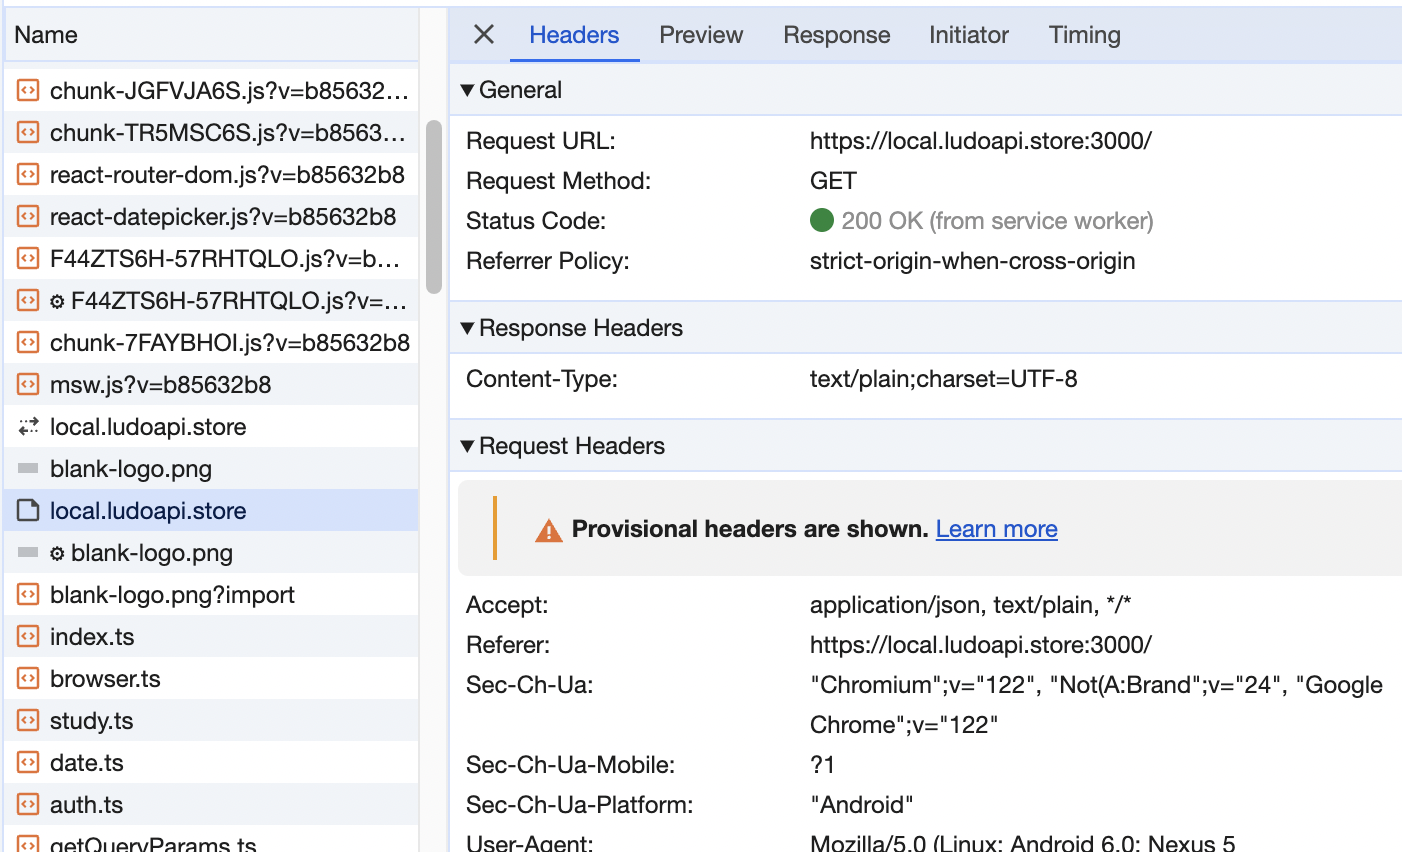 Name
chunk-JGFVJA6S.js?v=b85632...
chunk-TR5MSC6S.js?v=b8563...
react-router-dom.js?v=b85632b8
react-datepicker.js?v=b85632b8
F44ZTS6H-57RHTQLO.js?v=b...
F44ZTS6H-57RHTQLO.js?v=...
chunk-7FAYBHOI.js?v=b85632b8
msw.js?v=b85632b8
local.ludoapi.store
blank-logo.png
local.ludoapi.store
blank-logo.png
blank-logo.png?import
index.ts
browser.ts
study.ts
date.ts
auth.ts
getQueryParams.ts
Headers Preview Response Initiator Timing
General
Request URL: https://local.ludoapi.store:3000/
Request Method: GET
Status Code: 200 OK (from service worker)
Referrer Policy: strict-origin-when-cross-origin
Response Headers
Content-Type: text/plain;charset=UTF-8
Request Headers
Provisional headers are shown. Learn more
Accept: application/json, text/plain, */*
Referer: https://local.ludoapi.store:3000/
Sec-Ch-Ua: "Chromium";v="122", "Not(A:Brand";v="24", "Google
Chrome";v="122"
Sec-Ch-Ua-Mobile: ?1
Sec-Ch-Ua-Platform: "Android"
User-Agent: Mozilla/5.0 (Linux; Android 6.0; Nexus 5